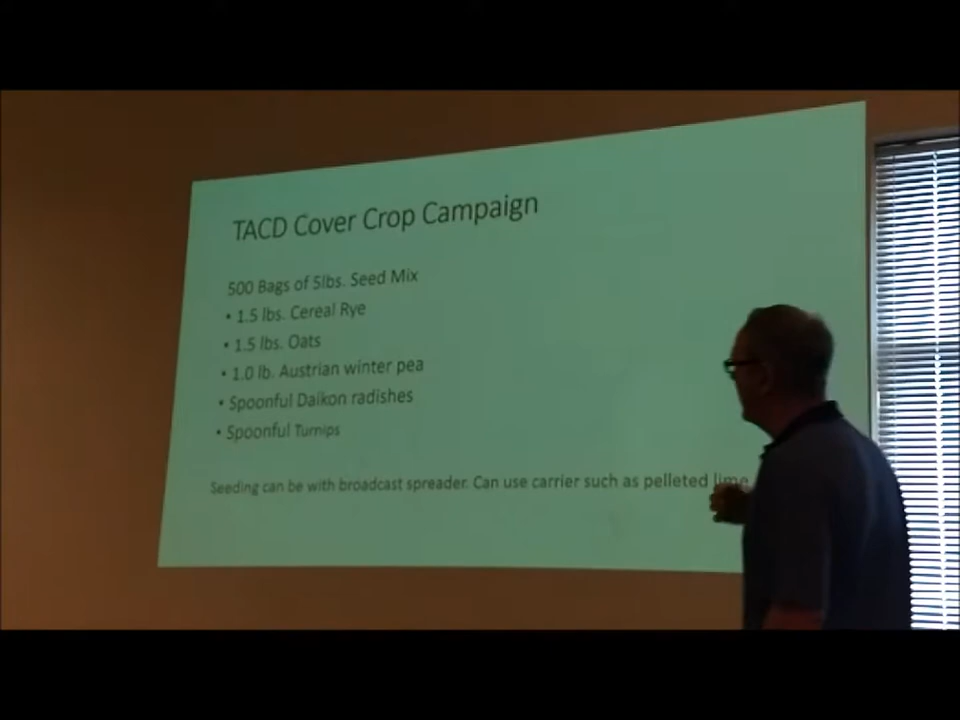 TACD Cover Crop Campaign
500 Bags of 5lbs. Seed Mix
• 1.5 lbs. Cereal Rye
• 1.5 lbs. Oats
• 1.0 lb. Austrian winter pea
• Spoonful Daikon radishes
• Spoonful Turnips
Seeding can be with broadcast spreader. Can use carrier such as pelleted lime